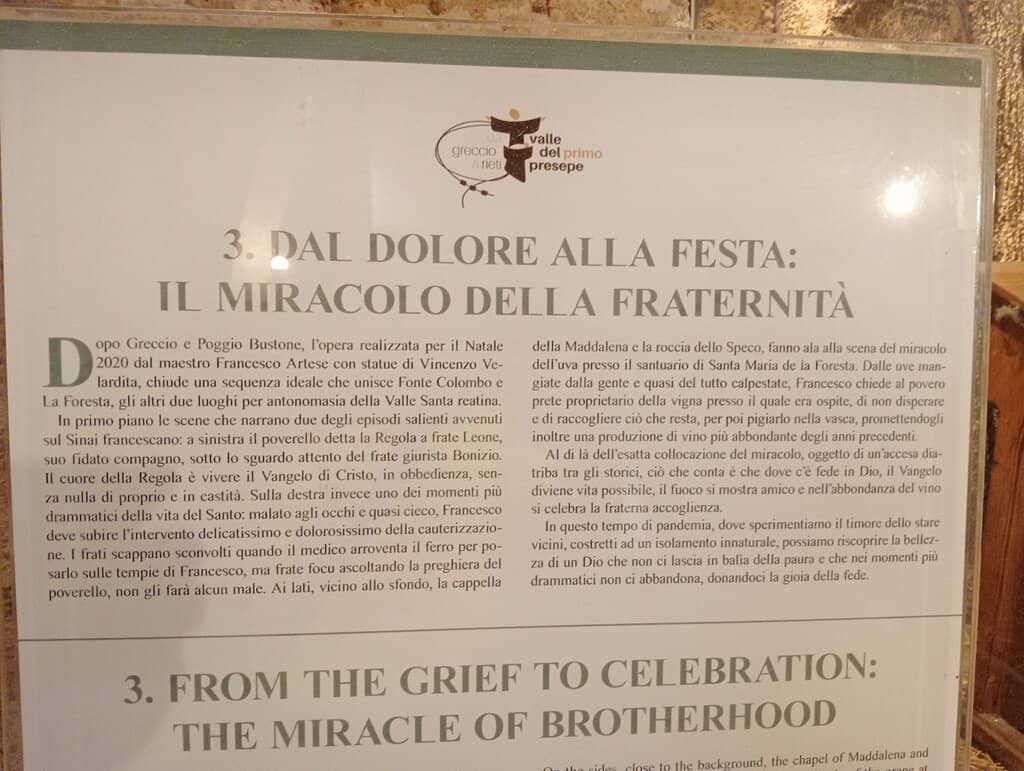 da
greccio
a rieti
valle
del primo
presepe
3. DAL DOLORE ALLA FESTA:
IL MIRACOLO DELLA FRATERNITÀ
Dopo Greccio e Poggio Bustone, l'opera realizzata per il Natale
2020 dal maestro Francesco Artese con statue di Vincenzo Ve-
lardita, chiude una sequenza ideale che unisce Fonte Colombo e
La Foresta, gli altri due luoghi per antonomasia della Valle Santa reatina.
In primo piano le scene che narrano due degli episodi salienti avvenuti
sul Sinai francescano: a sinistra il poverello detta la Regola a frate Leone,
suo fidato compagno, sotto lo sguardo attento del frate giurista Bonizio.
Il cuore della Regola è vivere il Vangelo di Cristo, in obbedienza, sen-
za nulla di proprio e in castità. Sulla destra invece uno dei momenti più
drammatici della vita del Santo: malato agli occhi e quasi cieco, Francesco
deve subire l'intervento delicatissimo e dolorosissimo della cauterizzazio-
ne. I frati scappano sconvolti quando il medico arroventa il ferro per po-
sarlo sulle tempie di Francesco, ma frate focu ascoltando la preghiera del
poverello, non gli farà alcun male. Ai lati, vicino allo sfondo, la cappella
della Maddalena e la roccia dello Speco, fanno ala alla scena del miracolo
dell'uva presso il santuario di Santa Maria de la Foresta. Dalle uve man-
giate dalla gente e quasi del tutto calpestate, Francesco chiede al povero
prete proprietario della vigna presso il quale era ospite, di non disperare
e di raccogliere ciò che resta, per poi pigiarlo nella vasca, promettendogli
inoltre una produzione di vino più abbondante degli anni precedenti.
Al di là dell'esatta collocazione del miracolo, oggetto di un'accesa dia-
triba tra gli storici, ciò che conta è che dove c'è fede in Dio, il Vangelo
diviene vita possibile, il fuoco si mostra amico e nell'abbondanza del vino
si celebra la fraterna accoglienza.
In questo tempo di pandemia, dove sperimentiamo il timore dello stare
vicini, costretti ad un isolamento innaturale, possiamo riscoprire la bellez-
za di un Dio che non ci lascia in balia della paura e che nei momenti più
drammatici non ci abbandona, donandoci la gioia della fede.
3. FROM THE GRIEF TO CELEBRATION:
THE MIRACLE OF BROTHERHOOD
On the sides, close to the background, the chapel of Maddalena and
of the grape at